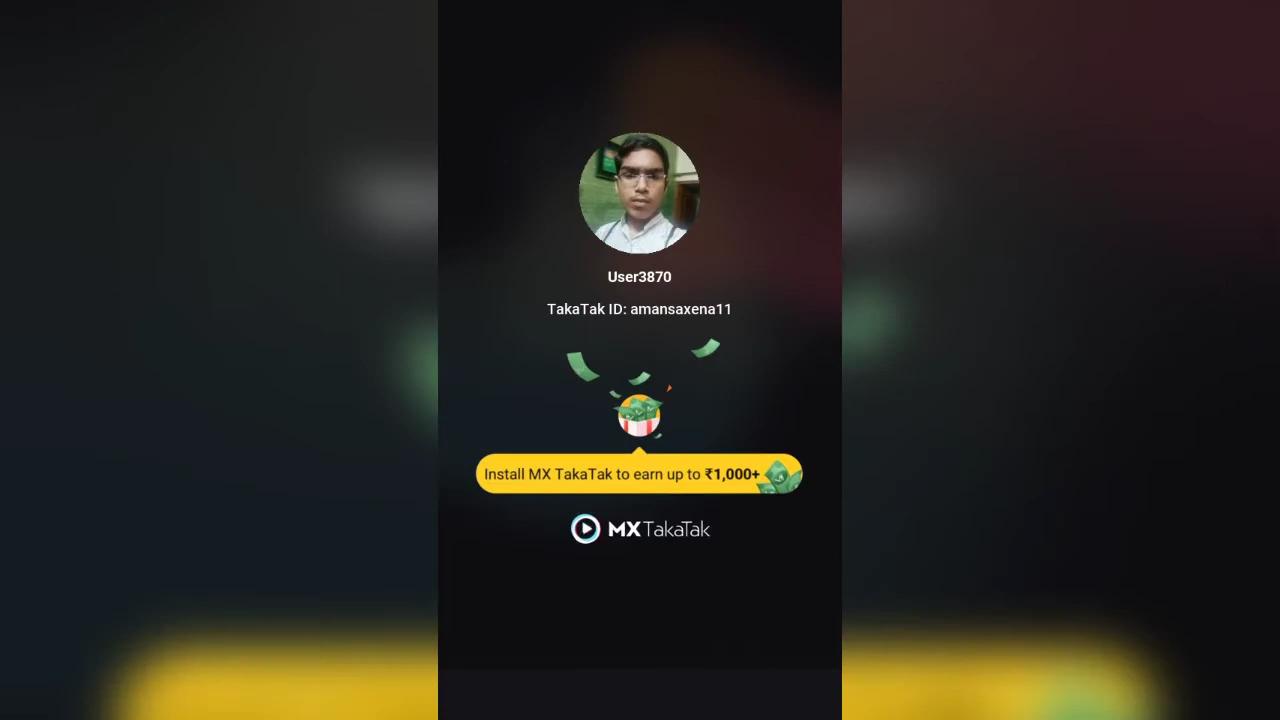 User3870
TakaTak ID: amansaxena11
Install MX TakaTak to earn up to ₹1,000+
MX TakaTak